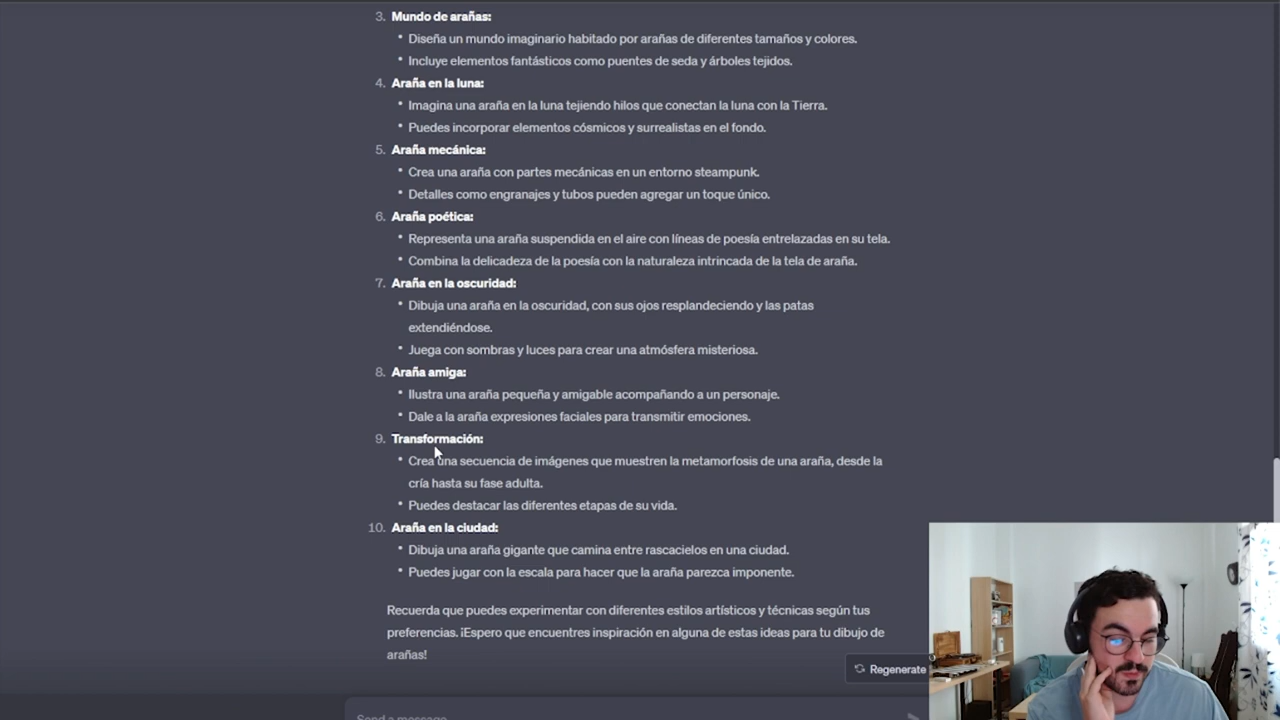 3. Mundo de arañas:
• Diseña un mundo imaginario habitado por arañas de diferentes tamaños y colores.
• Incluye elementos fantásticos como puentes de seda y árboles tejidos.
4. Araña en la luna:
• Imagina una araña en la luna tejiendo hilos que conectan la luna con la Tierra.
• Puedes incorporar elementos cósmicos y surrealistas en el fondo.
5. Araña mecánica:
• Crea una araña con partes mecánicas en un entorno steampunk.
• Detalles como engranajes y tubos pueden agregar un toque único.
6. Araña poética:
• Representa una araña suspendida en el aire con líneas de poesía entrelazadas en su tela.
• Combina la delicadeza de la poesía con la naturaleza intrincada de la tela de araña.
7. Araña en la oscuridad:
• Dibuja una araña en la oscuridad, con sus ojos resplandeciendo y las patas
extendiéndose.
• Juega con sombras y luces para crear una atmósfera misteriosa.
8. Araña amiga:
• Ilustra una araña pequeña y amigable acompañando a un personaje.
• Dale a la araña expresiones faciales para transmitir emociones.
9. Transformación:
• Crea una secuencia de imágenes que muestren la metamorfosis de una araña, desde la
cría hasta su fase adulta.
• Puedes destacar las diferentes etapas de su vida.
10. Araña en la ciudad:
• Dibuja una araña gigante que camina entre rascacielos en una ciudad.
• Puedes jugar con la escala para hacer que la araña parezca imponente.
Recuerda que puedes experimentar con diferentes estilos artísticos y técnicas según tus
preferencias. ¡Espero que encuentres inspiración en alguna de estas ideas para tu dibujo de
arañas!
Regenerate
Send a message